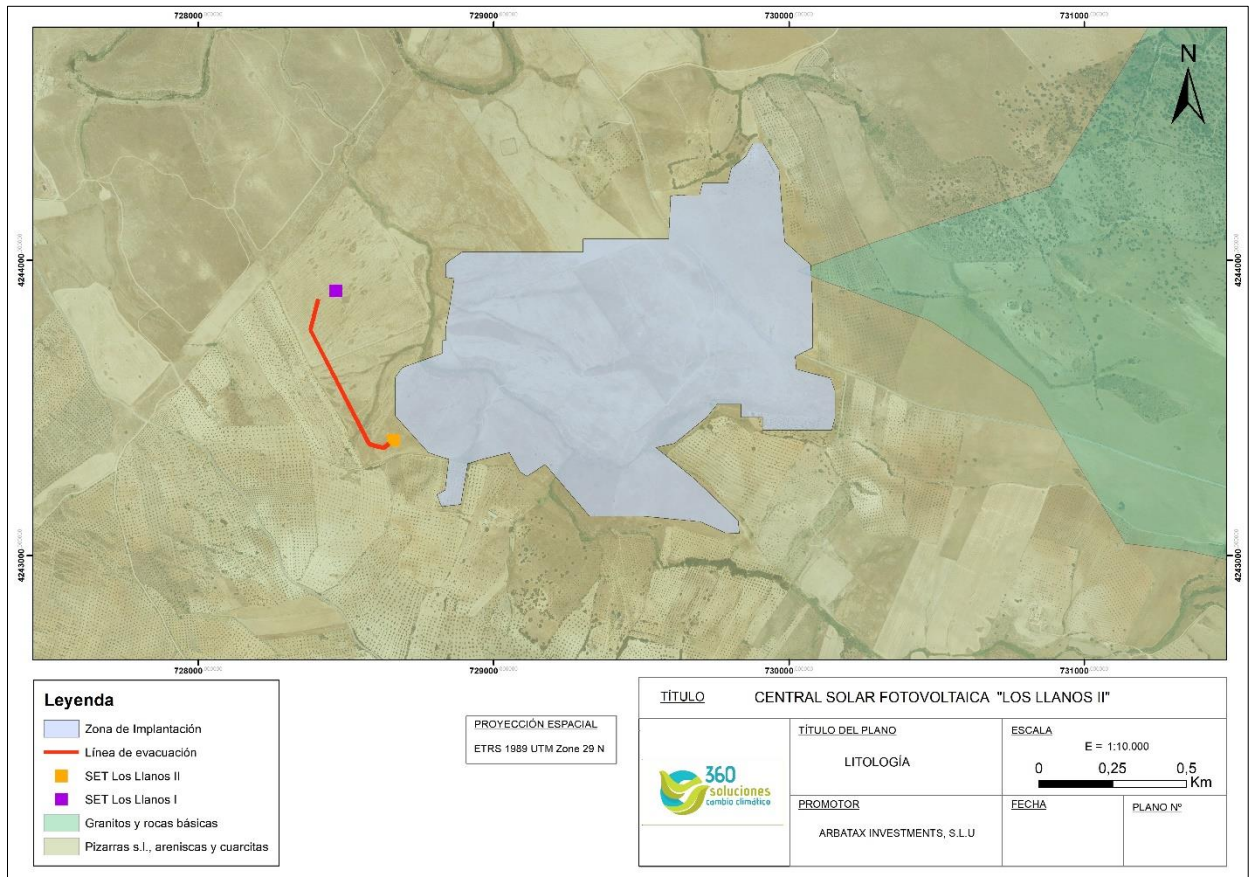 728000
729000
730000
731000
N
4244000
4244000
4243000
4243000
728000
729000
730000
731000
Leyenda
Zona de Implantación
Línea de evacuación
SET Los Llanos II
SET Los Llanos I
Granitos y rocas básicas
Pizarras s.l., areniscas y cuarcitas
PROYECCIÓN ESPACIAL
ETRS 1989 UTM Zone 29 N
TÍTULO CENTRAL SOLAR FOTOVOLTAICA "LOS LLANOS II"
360
soluciones
cambio climático
TÍTULO DEL PLANO
LITOLOGÍA
ESCALA
E = 1:10.000
0 0,25 0,5
Km
PROMOTOR
ARBATAX INVESTMENTS, S.L.U
FECHA
PLANO Nº